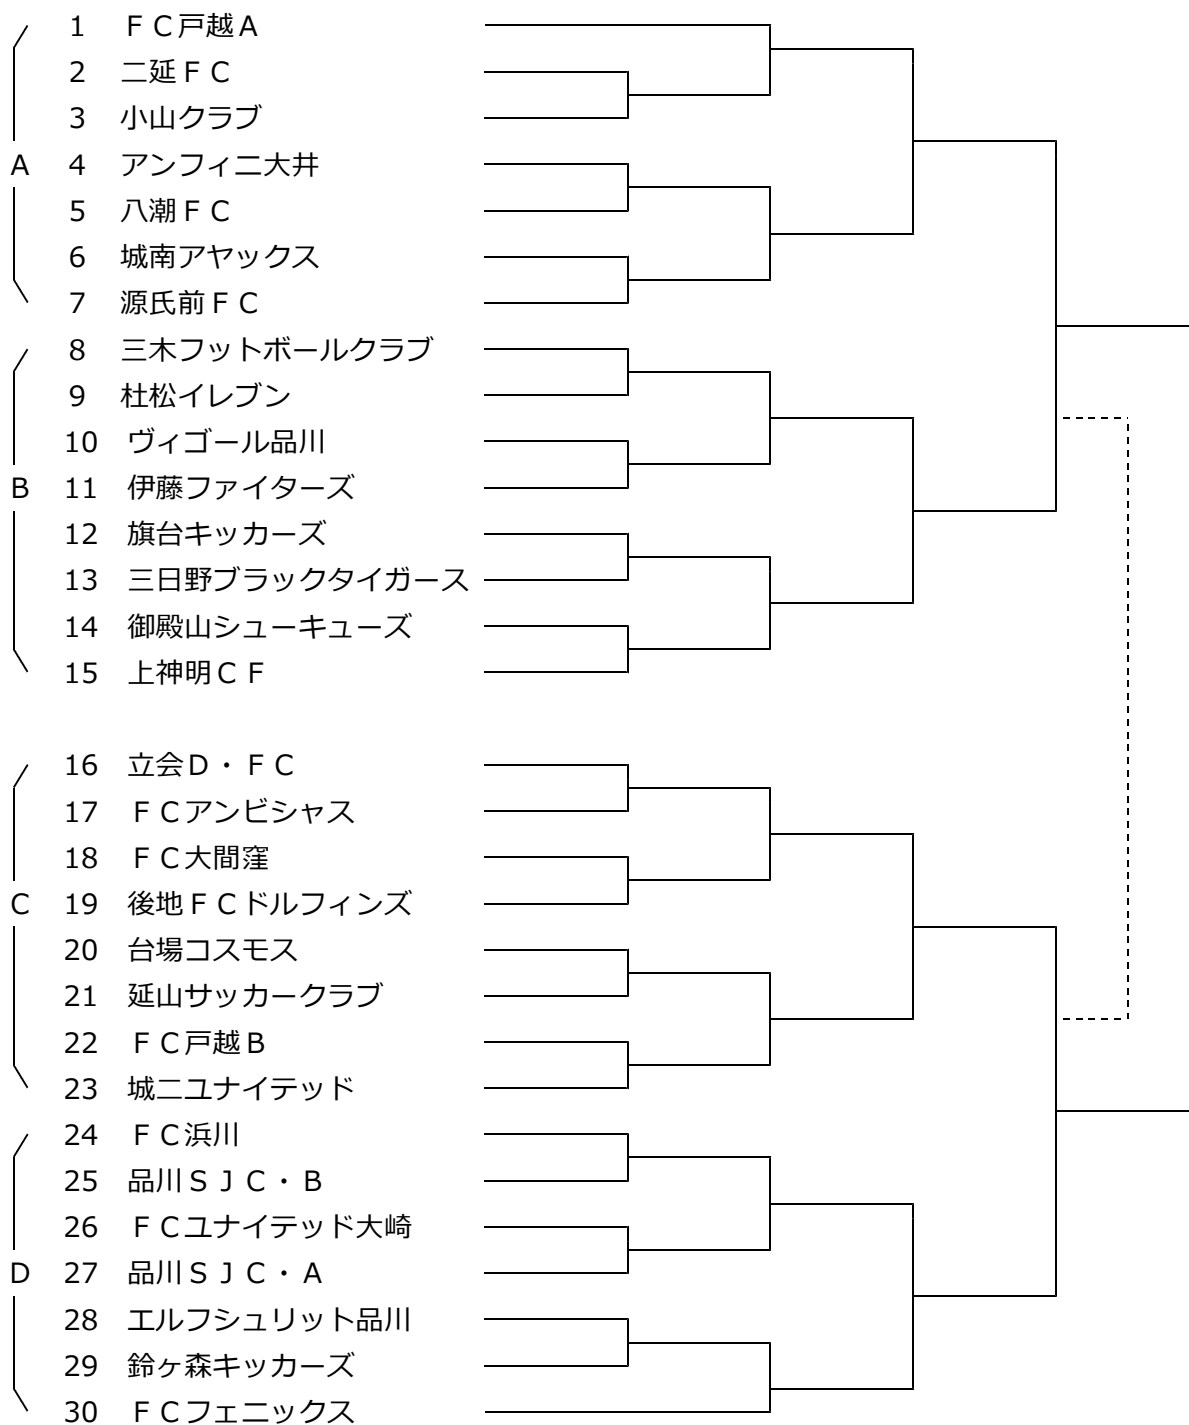 1 ＦＣ戸越Ａ
2 二延ＦＣ
3 小山クラブ
A 4 アンフィニ大井
5 八潮ＦＣ
6 城南アヤックス
7 源氏前ＦＣ
8 三木フットボールクラブ
9 杜松イレブン
10 ヴィゴール品川
B 11 伊藤ファイターズ
12 旗台キッカーズ
13 三日野ブラックタイガース
14 御殿山シューキューズ
15 上神明ＣＦ
16 立会Ｄ・ＦＣ
17 ＦＣアンビシャス
18 ＦＣ大間窪
C 19 後地ＦＣドルフィンズ
20 台場コスモス
21 延山サッカークラブ
22 ＦＣ戸越Ｂ
23 城二ユナイテッド
24 ＦＣ浜川
25 品川ＳＪＣ・Ｂ
26 ＦＣユナイテッド大崎
D 27 品川ＳＪＣ・Ａ
28 エルフシュリット品川
29 鈴ヶ森キッカーズ
30 ＦＣフェニックス